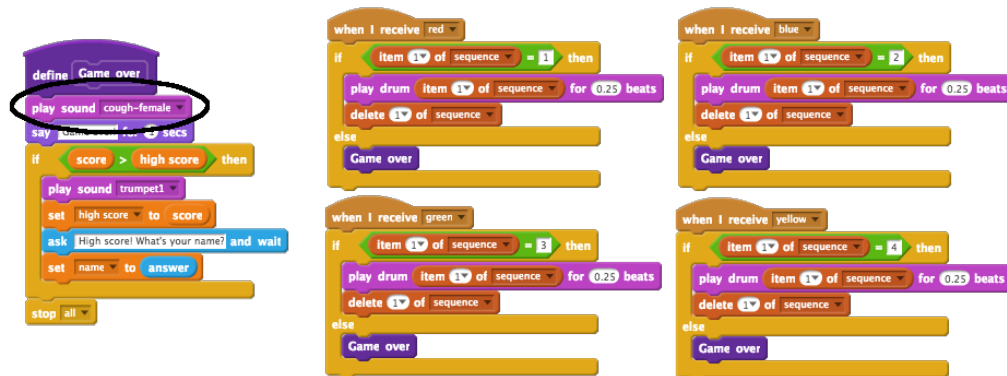 define Game over
play sound cough-female
say for secs
if score > high score then
play sound trumpet1
set high score to score
ask High score! What's your name? and wait
set name to answer
stop all
when I receive red
if item 1 of sequence = 1 then
play drum item 1 of sequence for 0.25 beats
delete 1 of sequence
else
Game over
when I receive blue
if item 1 of sequence = 2 then
play drum item 1 of sequence for 0.25 beats
delete 1 of sequence
else
Game over
when I receive green
if item 1 of sequence = 3 then
play drum item 1 of sequence for 0.25 beats
delete 1 of sequence
else
Game over
when I receive yellow
if item 1 of sequence = 4 then
play drum item 1 of sequence for 0.25 beats
delete 1 of sequence
else
Game over